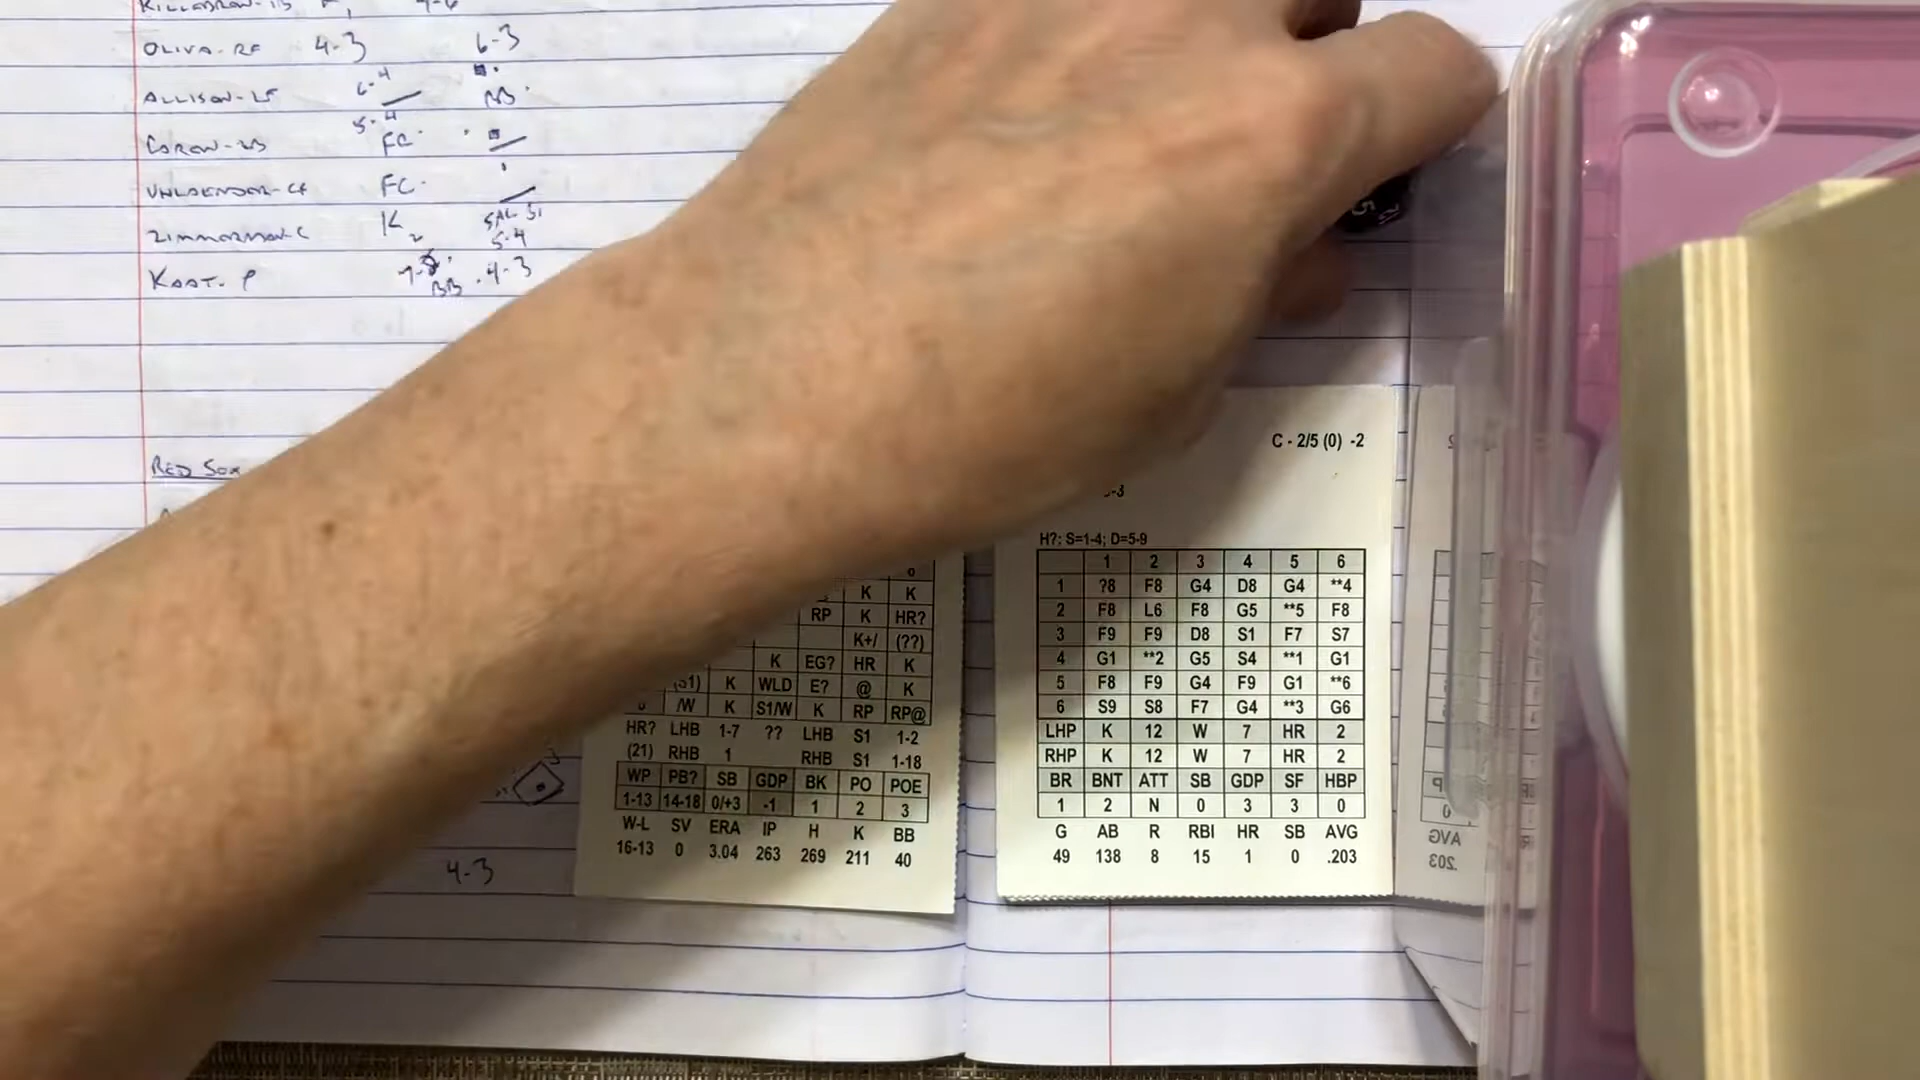 OLIVA-RF 4-3 6-3
6-4
ALLISON-LF BB
5-4
CAREW-2B FC
UHLAENDER-CF FC
ZIMMERMAN-C K 2 SAC S1
5-4
KAAT-P BB 4-3
RED SOX
4-3
K K
RP K HR?
K+/ (??)
K EG? HR K
(S1) K WLD E? @ K
/W K S1/W K RP RP@
HR? LHB 1-7 ?? LHB S1 1-2
(21) RHB 1 RHB S1 1-18
WP PB? SB GDP BK PO POE
1-13 14-18 0/+3 -1 1 2 3
W-L SV ERA IP H K BB
16-13 0 3.04 263 269 211 40
C - 2/5 (0) -2
-3
H?: S=1-4; D=5-9
1 2 3 4 5 6
1 ?8 F8 G4 D8 G4 **4
2 F8 L6 F8 G5 **5 F8
3 F9 F9 D8 S1 F7 S7
4 G1 **2 G5 S4 **1 G1
5 F8 F9 G4 F9 G1 **6
6 S9 S8 F7 G4 **3 G6
LHP K 12 W 7 HR 2
RHP K 12 W 7 HR 2
BR BNT ATT SB GDP SF HBP
1 2 N 0 3 3 0
G AB R RBI HR SB AVG
49 138 8 15 1 0 .203
AVG
.203